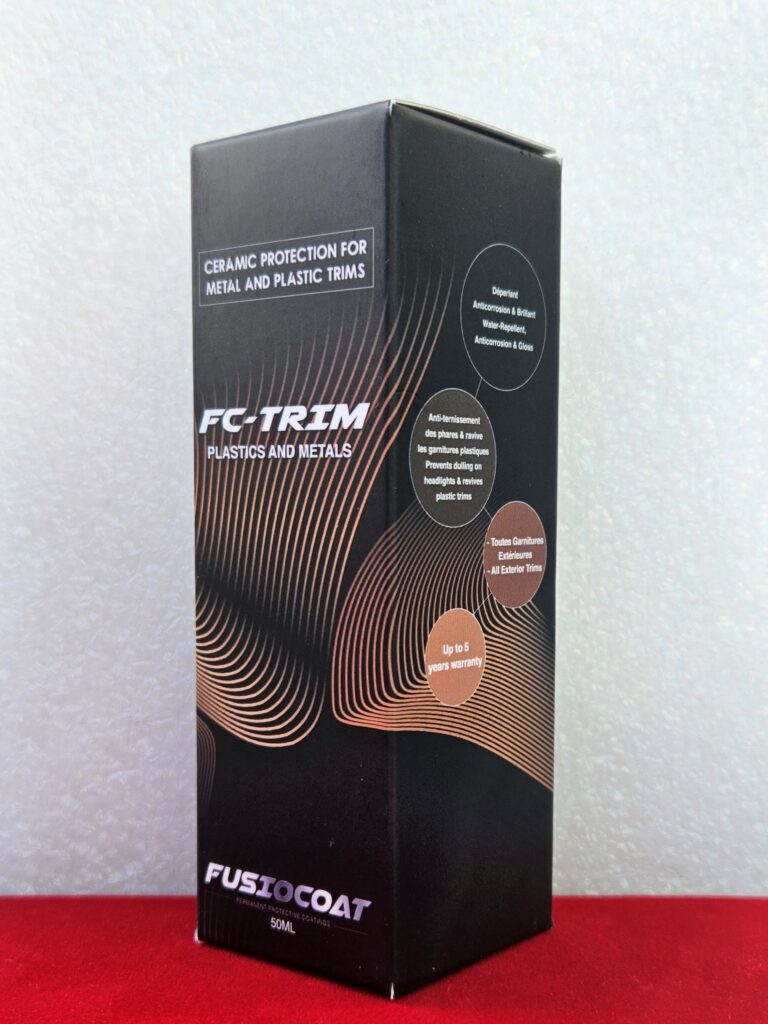 CERAMIC PROTECTION FOR
METAL AND PLASTIC TRIMS
FC-TRIM
PLASTICS AND METALS
FUSIOCOAT
PERMANENT PROTECTIVE COATINGS
50ML
Déperlant
Anticorrosion & Brillant
Water-Repellent,
Anticorrosion & Gloss
Anti-ternissement
des phares & ravive
les garnitures plastiques
Prevents dulling on
headlights & revives
plastic trims
- Toutes Garnitures
Extérieures
- All Exterior Trims
Up to 5
years warranty